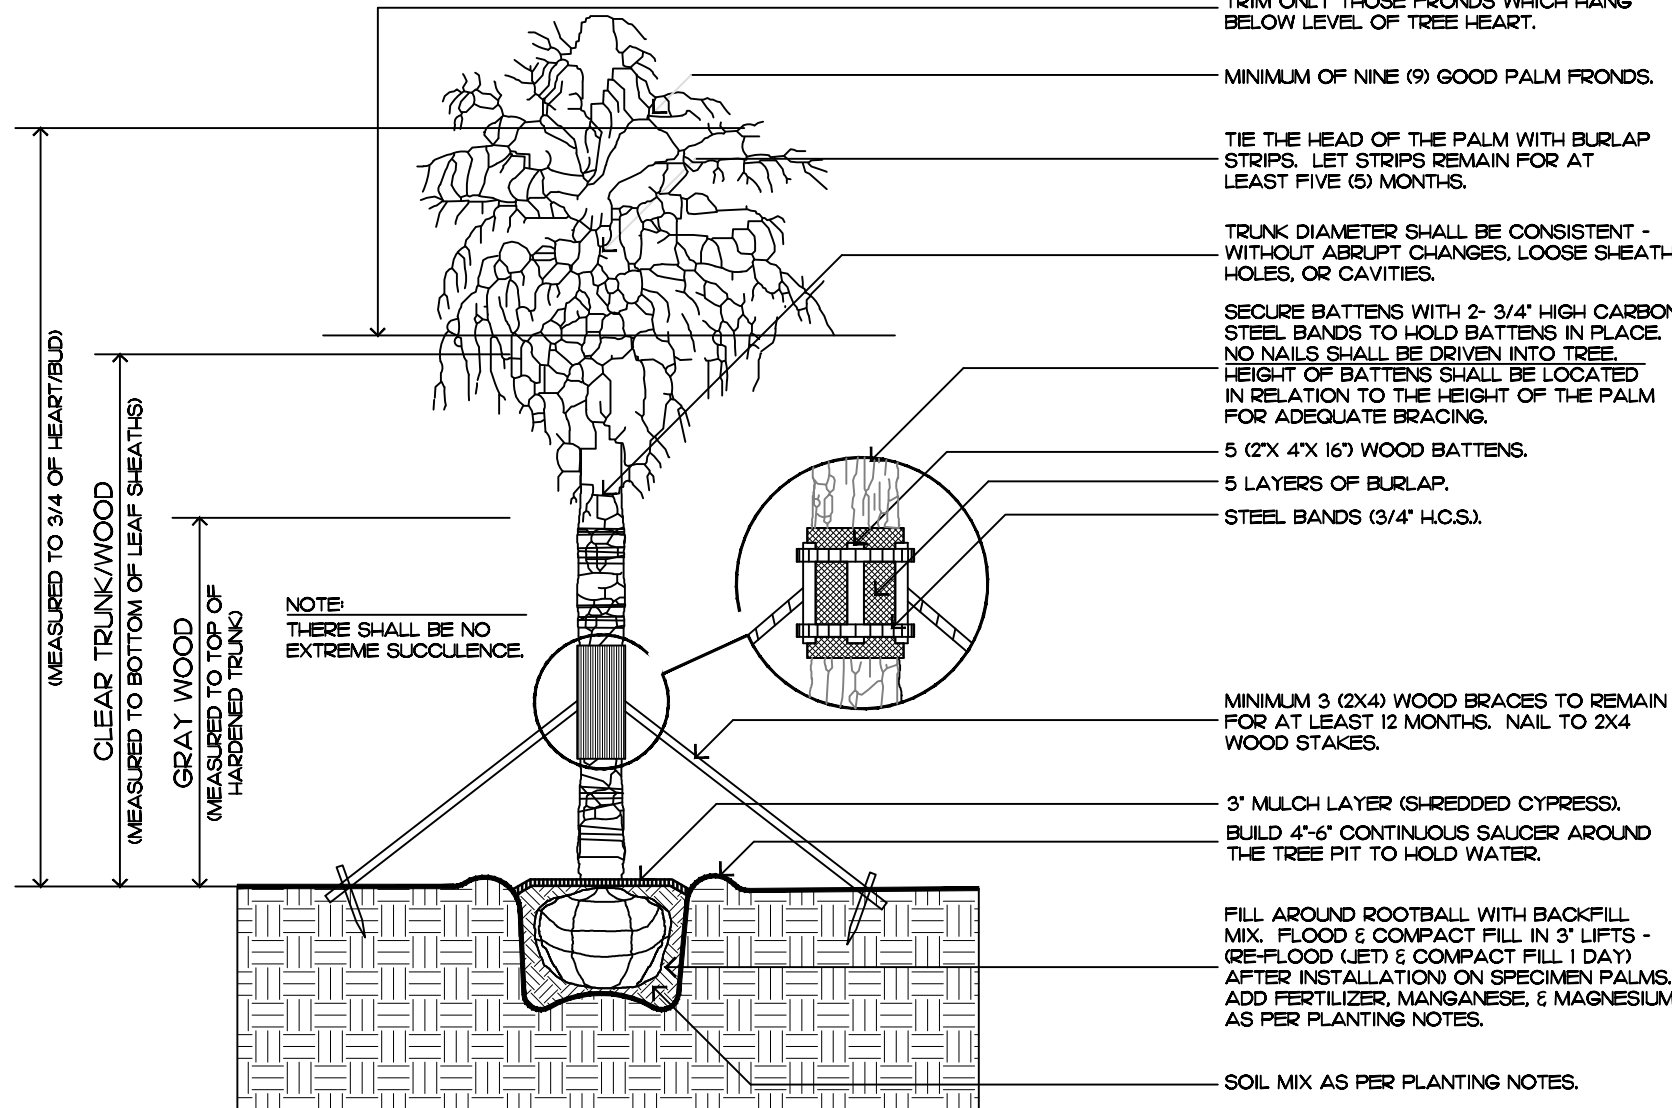 TRIM ONLY THOSE FRONDS WHICH HANG
BELOW LEVEL OF TREE HEART.
MINIMUM OF NINE (9) GOOD PALM FRONDS.
TIE THE HEAD OF THE PALM WITH BURLAP
STRIPS. LET STRIPS REMAIN FOR AT
LEAST FIVE (5) MONTHS.
TRUNK DIAMETER SHALL BE CONSISTENT -
WITHOUT ABRUPT CHANGES, LOOSE SHEATH
HOLES, OR CAVITIES.
SECURE BATTENS WITH 2- 3/4" HIGH CARBON
STEEL BANDS TO HOLD BATTENS IN PLACE.
NO NAILS SHALL BE DRIVEN INTO TREE.
HEIGHT OF BATTENS SHALL BE LOCATED
IN RELATION TO THE HEIGHT OF THE PALM
FOR ADEQUATE BRACING.
5 (2"X 4"X 16") WOOD BATTENS.
5 LAYERS OF BURLAP.
STEEL BANDS (3/4" H.C.S.).
MINIMUM 3 (2X4) WOOD BRACES TO REMAIN
FOR AT LEAST 12 MONTHS. NAIL TO 2X4
WOOD STAKES.
3" MULCH LAYER (SHREDDED CYPRESS).
BUILD 4"-6" CONTINUOUS SAUCER AROUND
THE TREE PIT TO HOLD WATER.
FILL AROUND ROOTBALL WITH BACKFILL
MIX. FLOOD & COMPACT FILL IN 3" LIFTS -
(RE-FLOOD (JET) & COMPACT FILL 1 DAY)
AFTER INSTALLATION) ON SPECIMEN PALMS.
ADD FERTILIZER, MANGANESE, & MAGNESIUM
AS PER PLANTING NOTES.
SOIL MIX AS PER PLANTING NOTES.
(MEASURED TO 3/4 OF HEART/BUD)
CLEAR TRUNK/WOOD
(MEASURED TO BOTTOM OF LEAF SHEATHS)
GRAY WOOD
(MEASURED TO TOP OF
HARDENED TRUNK)
NOTE:
THERE SHALL BE NO
EXTREME SUCCULENCE.